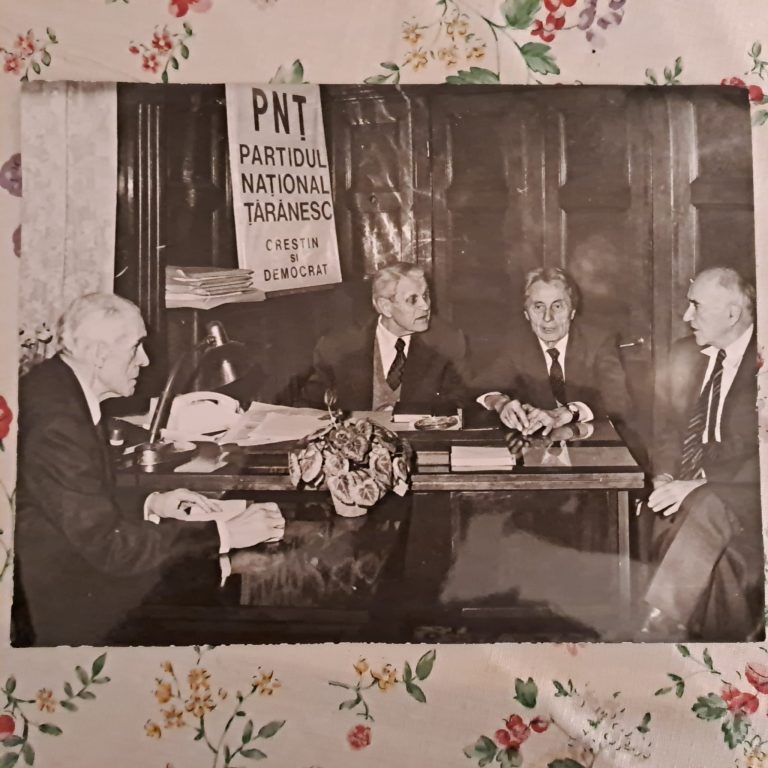 PNȚ
PARTIDUL
NAȚIONAL
ȚĂRĂNESC
CREȘTIN
și
DEMOCRAT